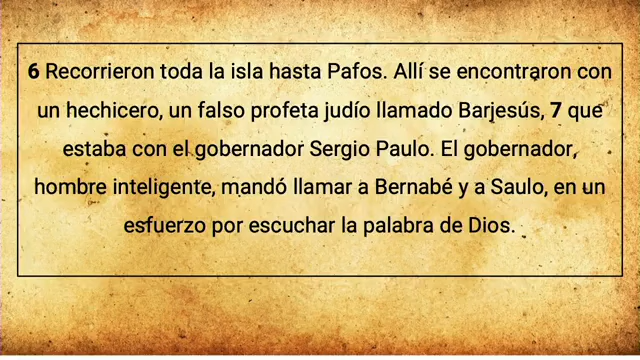 6 Recorrieron toda la isla hasta Pafos. Allí se encontraron con
un hechicero, un falso profeta judío llamado Barjesús, 7 que
estaba con el gobernador Sergio Paulo. El gobernador,
hombre inteligente, mandó llamar a Bernabé y a Saulo, en un
esfuerzo por escuchar la palabra de Dios.